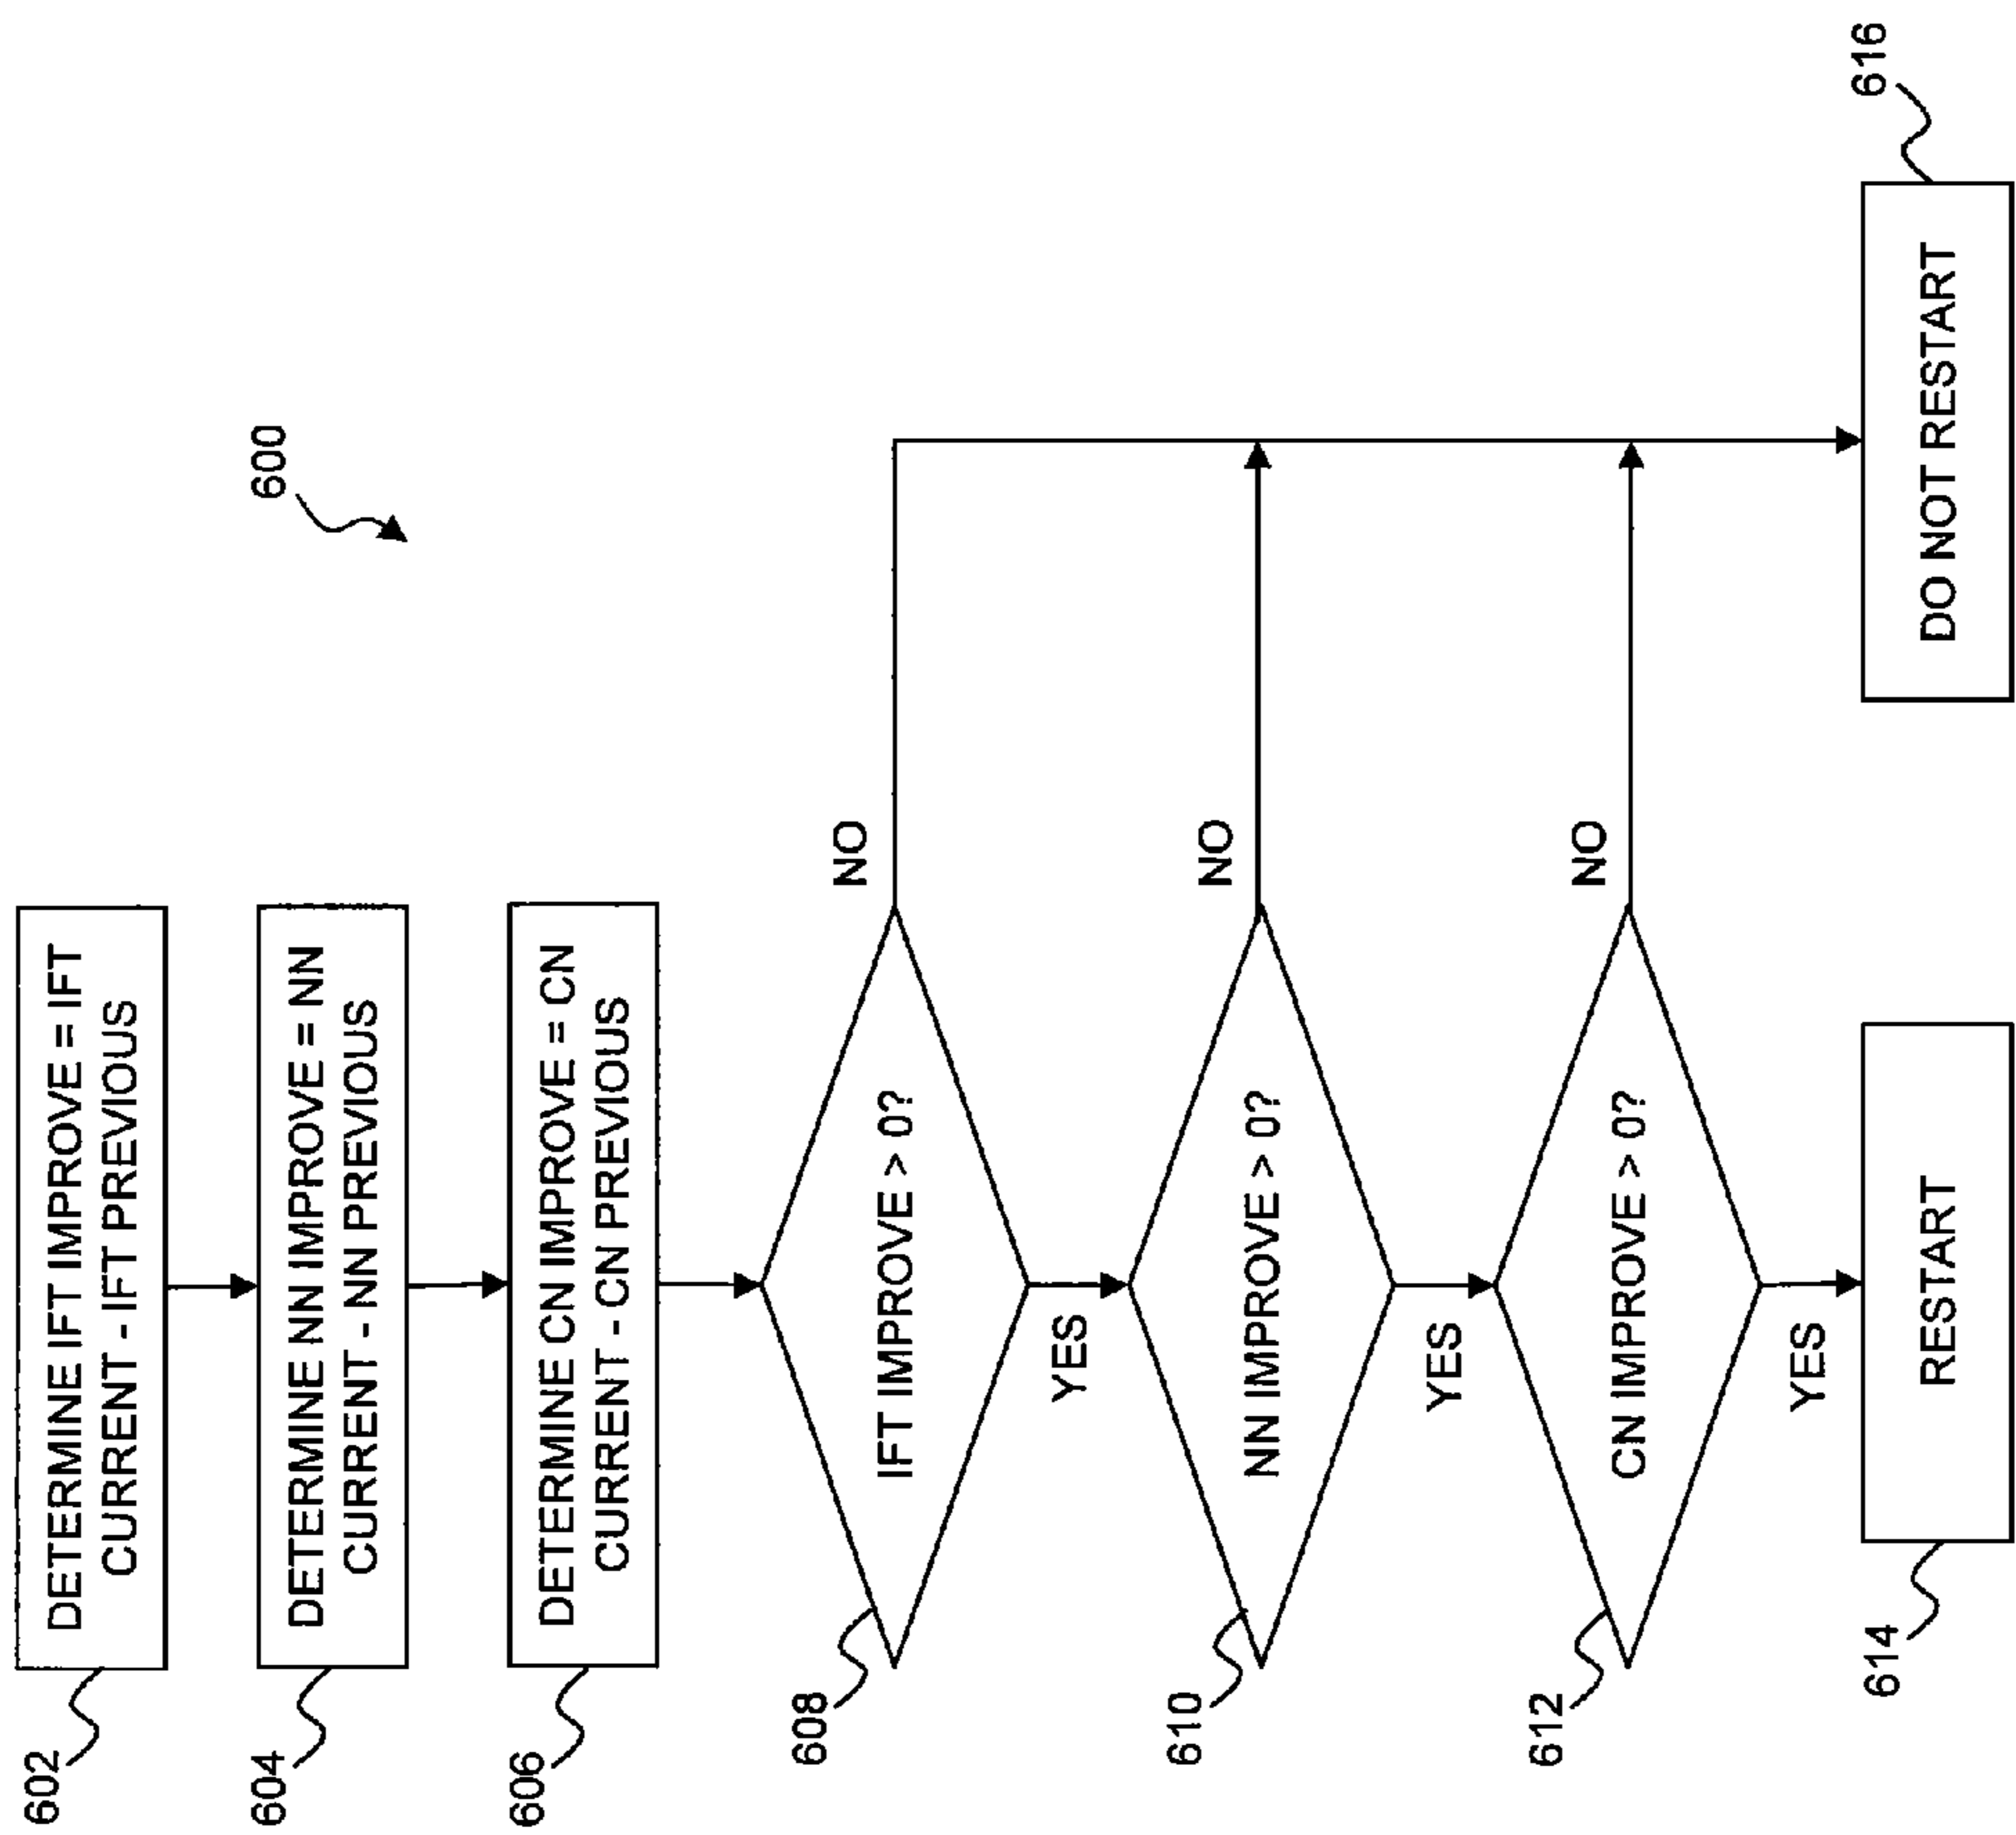 600
602
DETERMINE IFT IMPROVE = IFT
CURRENT - IFT PREVIOUS
604
DETERMINE NN IMPROVE = NN
CURRENT - NN PREVIOUS
606
DETERMINE CN IMPROVE = CN
CURRENT - CN PREVIOUS
608
IFT IMPROVE > 0?
NO
YES
610
NN IMPROVE > 0?
NO
YES
612
CN IMPROVE > 0?
NO
YES
614
RESTART
DO NOT RESTART
616